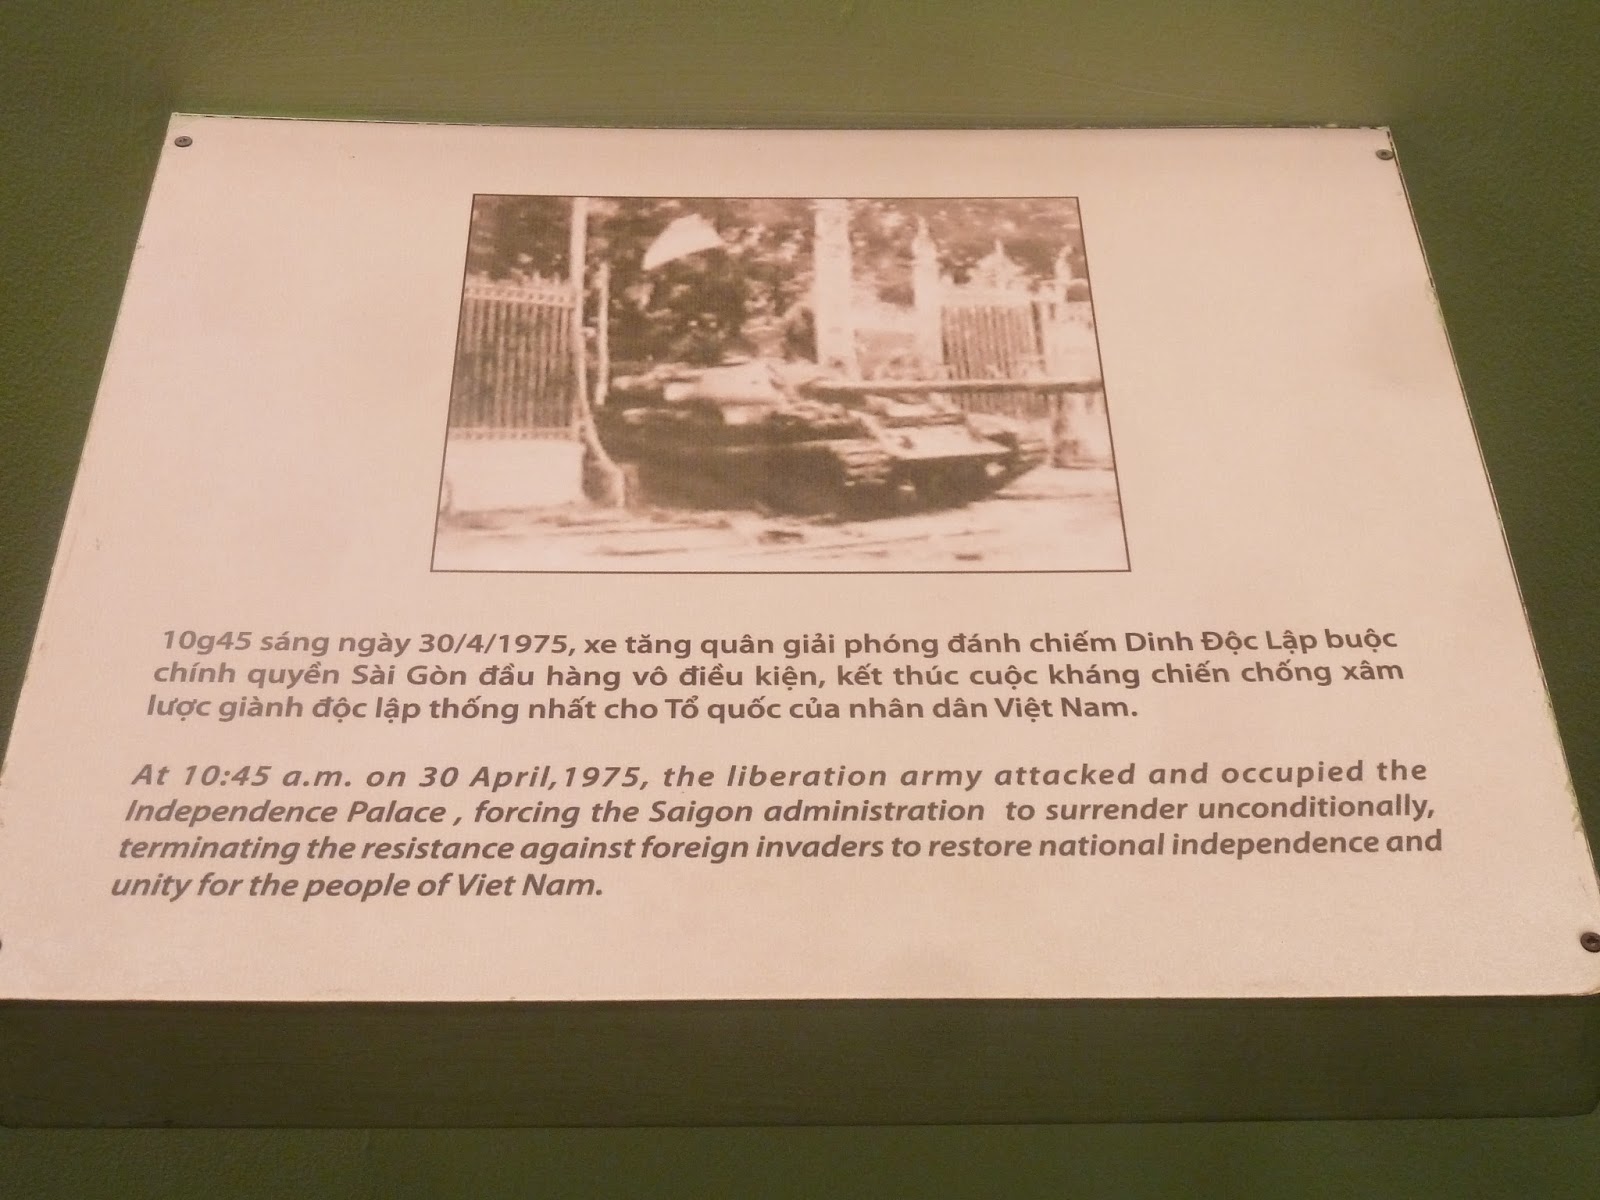 10g45 sáng ngày 30/4/1975, xe tăng quân giải phóng đánh chiếm Dinh Độc Lập buộc
chính quyền Sài Gòn đầu hàng vô điều kiện, kết thúc cuộc kháng chiến chống xâm
lược giành độc lập thống nhất cho Tổ quốc của nhân dân Việt Nam.
At 10:45 a.m. on 30 April,1975, the liberation army attacked and occupied the
Independence Palace , forcing the Saigon administration to surrender unconditionally,
terminating the resistance against foreign invaders to restore national independence and
unity for the people of Viet Nam.